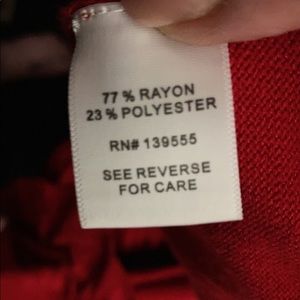 77 % RAYON
23 % POLYESTER
RN# 139555
SEE REVERSE
FOR CARE